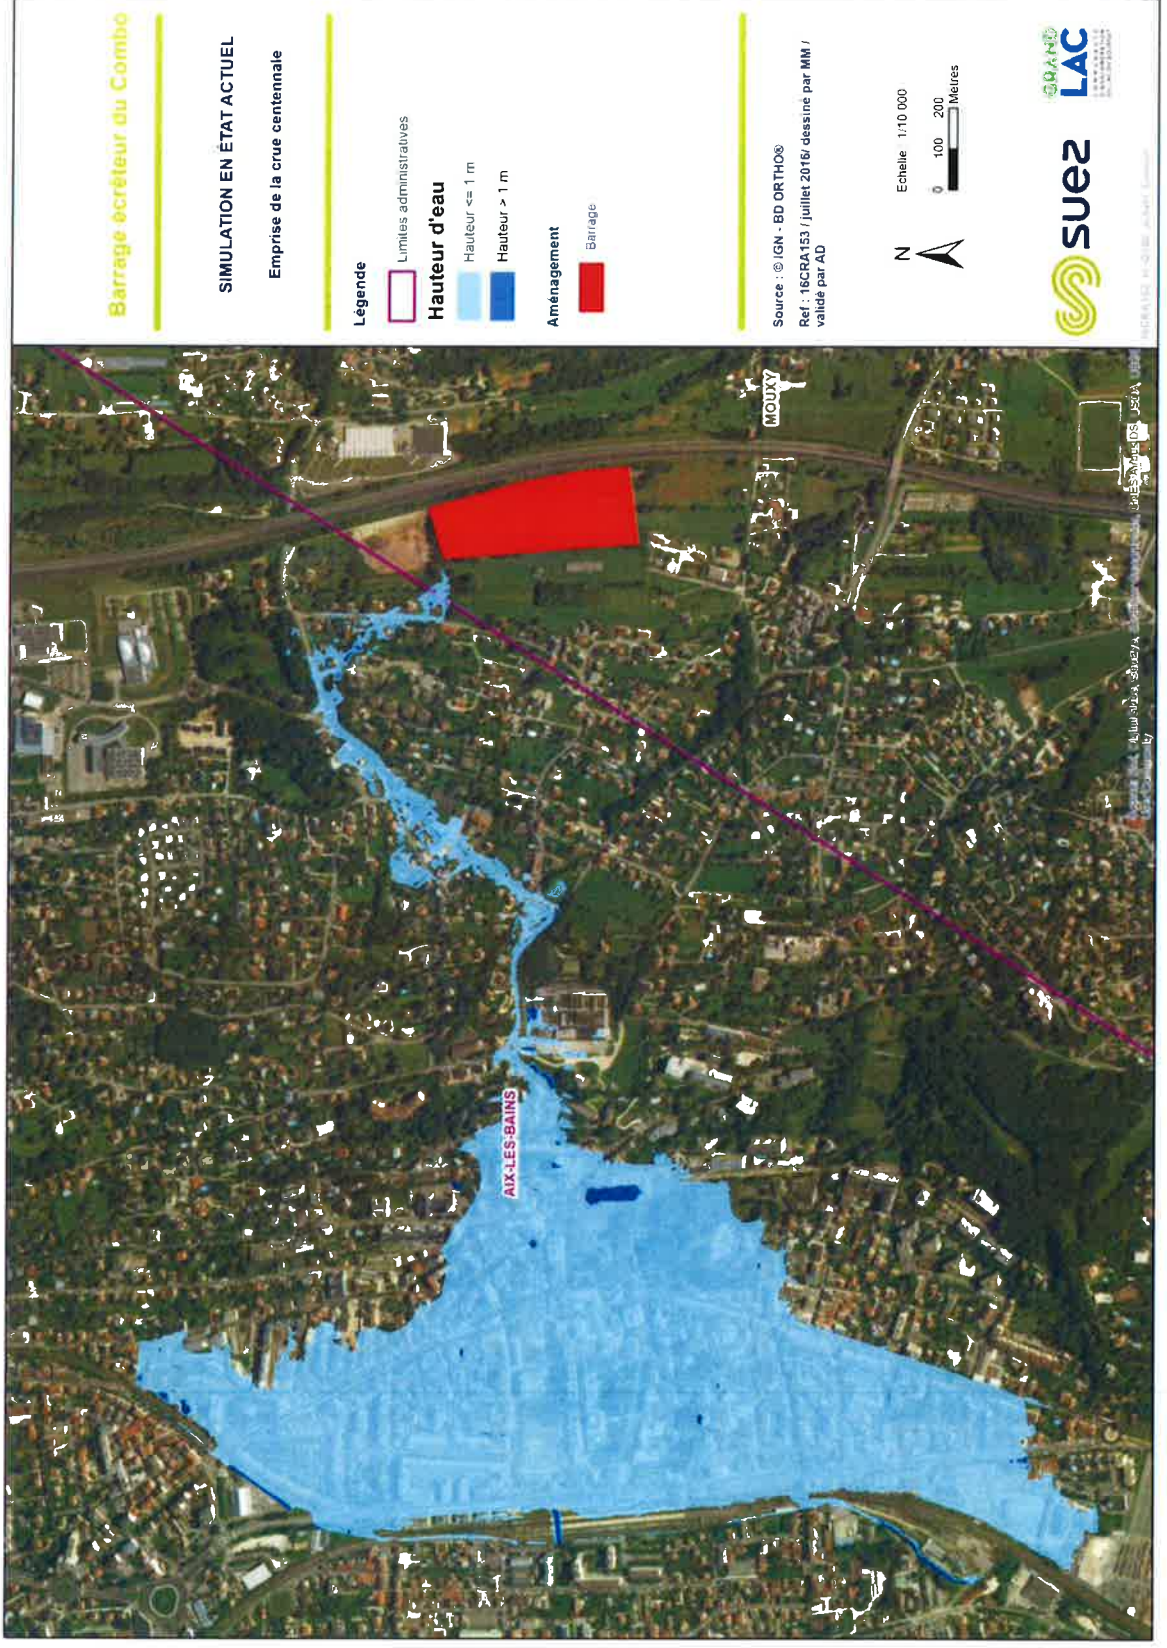 Barrage écrêteur du Combo
SIMULATION EN ÉTAT ACTUEL
Emprise de la crue centennale
Légende
Limites administratives
Hauteur d'eau
Hauteur <= 1 m
Hauteur > 1 m
Aménagement
Barrage
Source : © IGN - BD ORTHO®
Ref : 16CRA153 / juillet 2016/ dessiné par MM /
validé par AD
Echelle 1/10 000
0 100 200
Metres
N
suez
GRAND
LAC
MOUXY
AIX-LES-BAINS